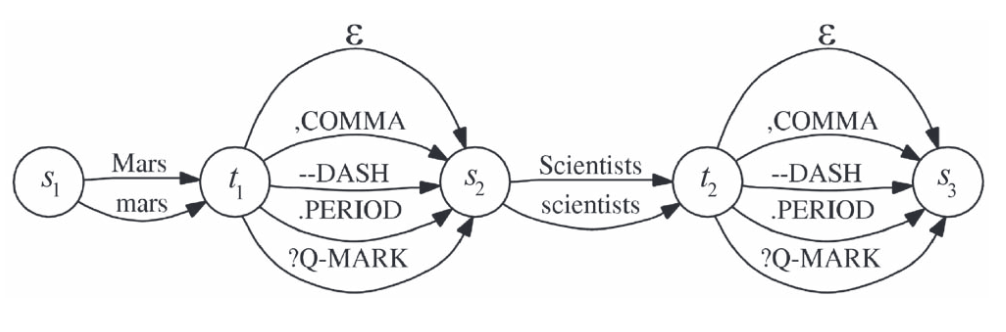 ε ε
,COMMA ,COMMA
Mars --DASH Scientists --DASH
s1 t1 s2 t2 s3
mars .PERIOD scientists .PERIOD
?Q-MARK ?Q-MARK